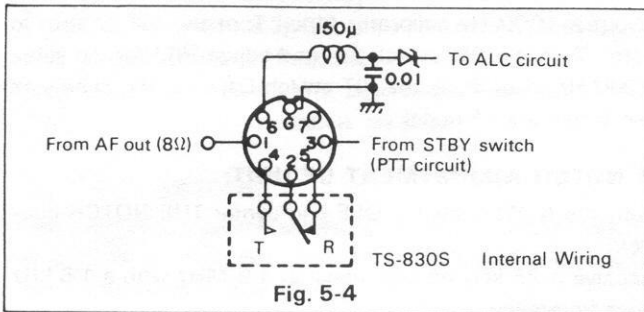 150μ
To ALC circuit
0.01
G
6 7
From AF out (8Ω) 1 3 From STBY switch
(PTT circuit)
4 2 5
T R
TS-830S Internal Wiring
Fig. 5-4